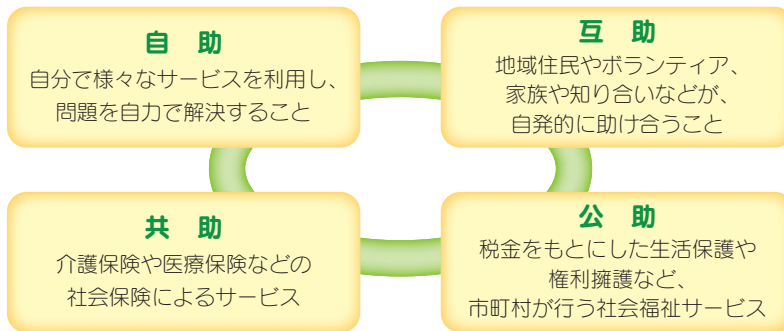 自 助
自分で様々なサービスを利用し、
問題を自力で解決すること
互 助
地域住民やボランティア、
家族や知り合いなどが、
自発的に助け合うこと
共 助
介護保険や医療保険などの
社会保険によるサービス
公 助
税金をもとにした生活保護や
権利擁護など、
市町村が行う社会福祉サービス